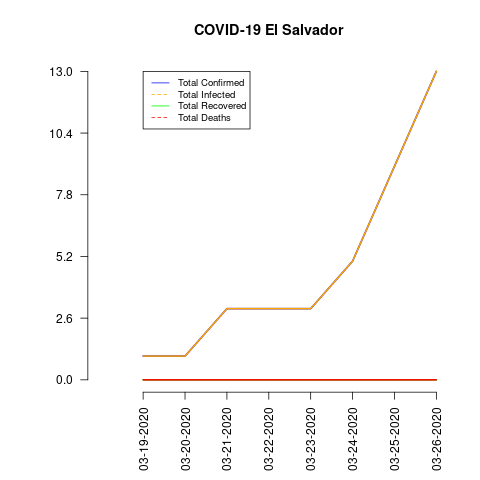 COVID-19 El Salvador
13.0
10.4
7.8
5.2
2.6
0.0
Total Confirmed
Total Infected
Total Recovered
Total Deaths
03-19-2020
03-20-2020
03-21-2020
03-22-2020
03-23-2020
03-24-2020
03-25-2020
03-26-2020